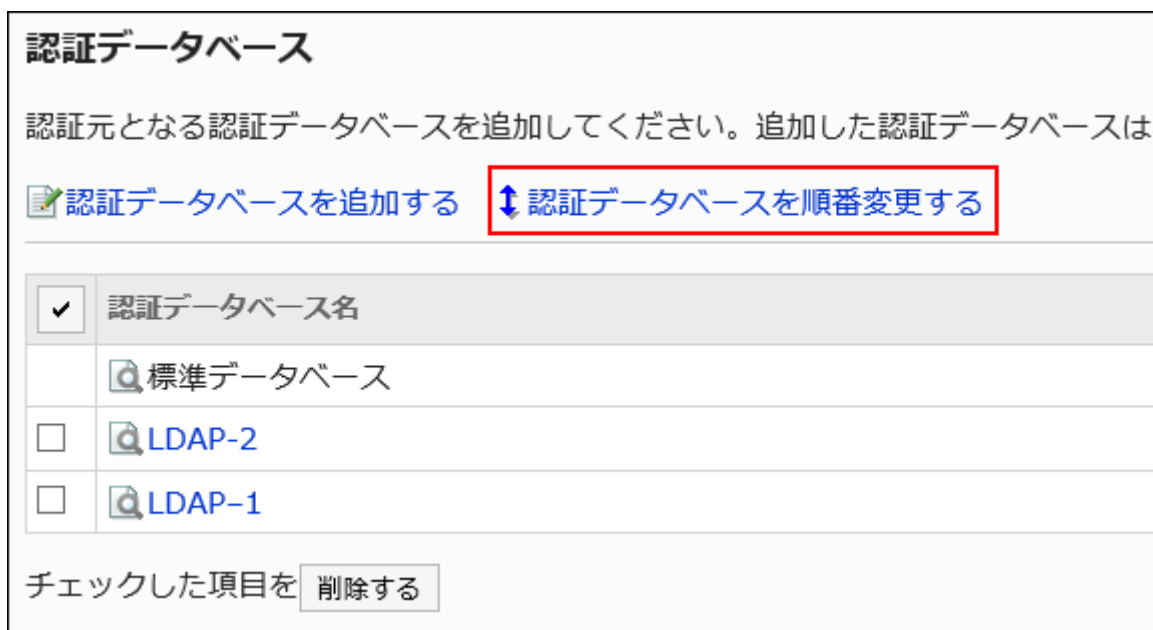 認証データベース
認証元となる認証データベースを追加してください。追加した認証データベースは
認証データベースを追加する 認証データベースを順番変更する
認証データベース名
標準データベース
LDAP-2
LDAP−1
チェックした項目を 削除する